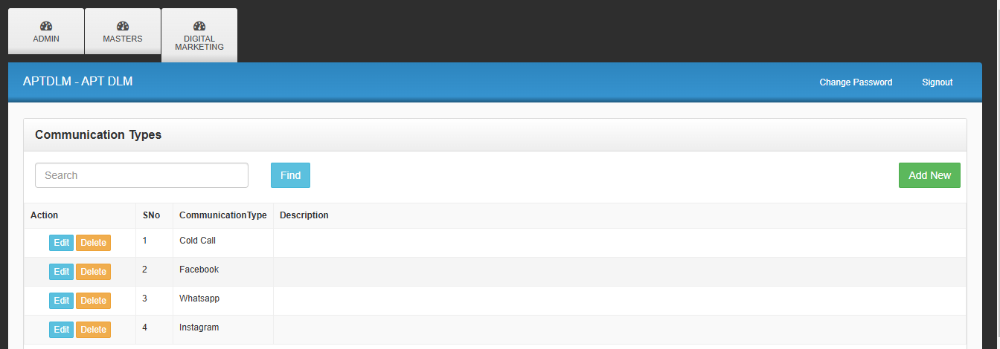 ADMIN
MASTERS
DIGITAL
MARKETING
APTDLM - APT DLM
Change Password
Signout
Communication Types
Search
Find
Add New
Action SNo CommunicationType Description
Edit Delete 1 Cold Call
Edit Delete 2 Facebook
Edit Delete 3 Whatsapp
Edit Delete 4 Instagram